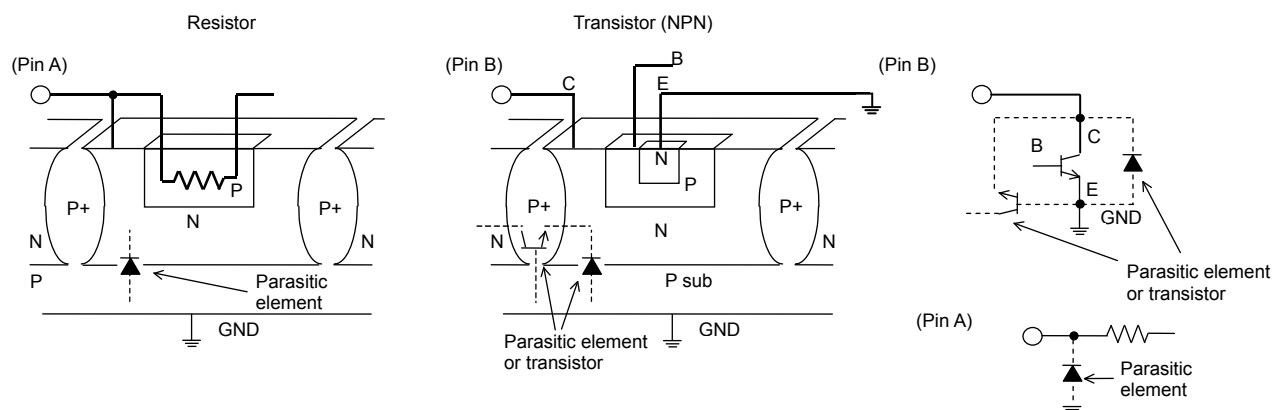 Resistor
(Pin A)
P
N
P+
P+
N
N
P
Parasitic
element
GND
Transistor (NPN)
(Pin B)
C
B
E
N
P
N
P+
P+
N
N
P sub
GND
Parasitic element
or transistor
(Pin B)
C
B
E
GND
Parasitic element
or transistor
(Pin A)
Parasitic
element